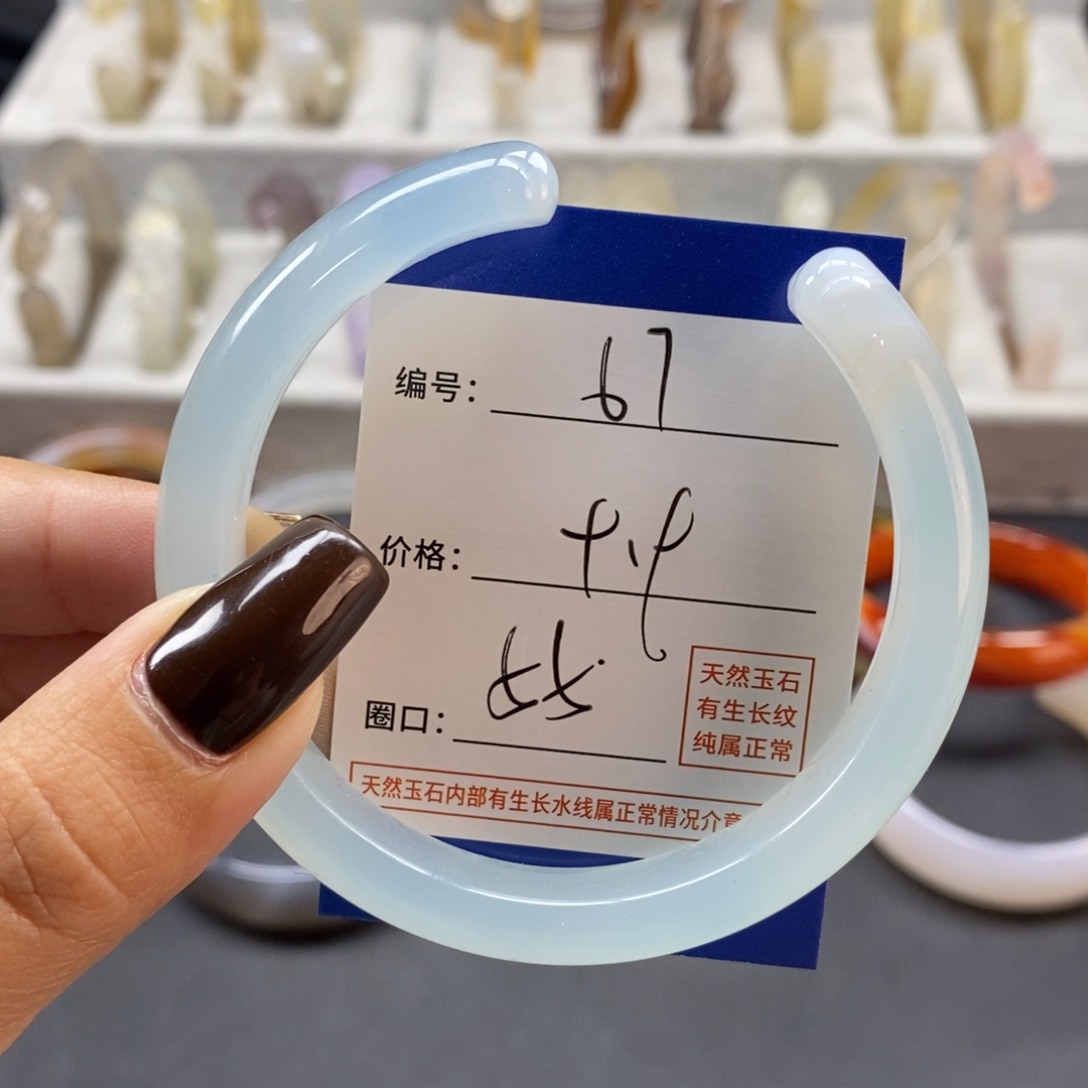 编号： 67
价格：
圈口：
天然玉石
有生长纹
纯属正常
天然玉石内部有生长水线属正常情况介意